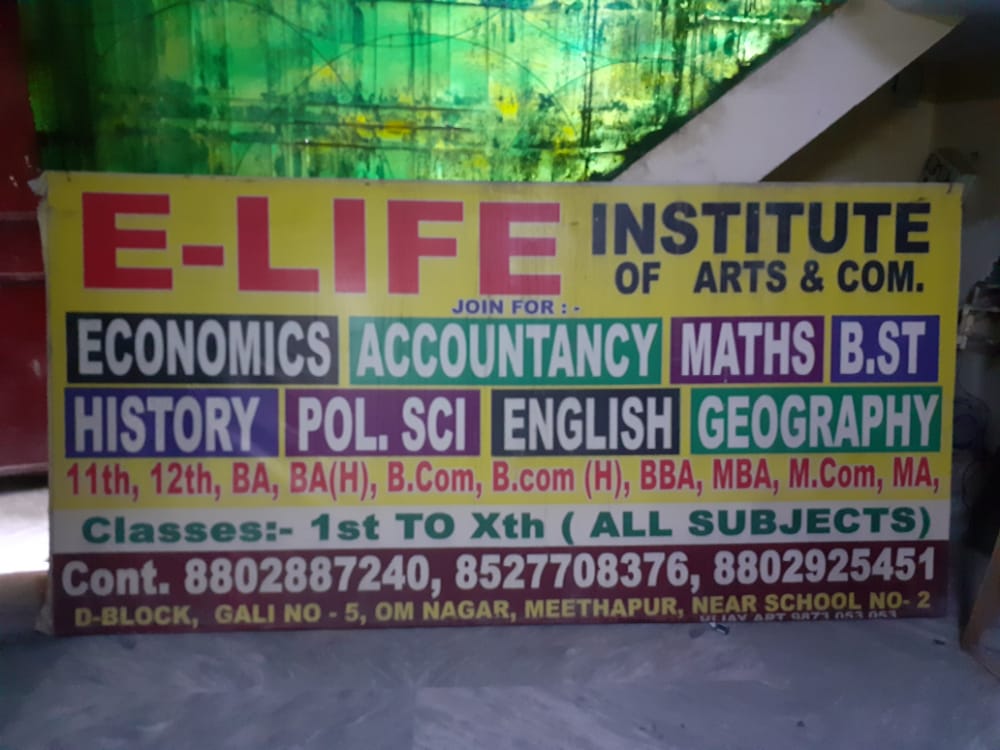 E-LIFE INSTITUTE
OF ARTS & COM.
JOIN FOR : -
ECONOMICS ACCOUNTANCY MATHS B.ST
HISTORY POL. SCI ENGLISH GEOGRAPHY
11th, 12th, BA, BA(H), B.Com, B.com (H), BBA, MBA, M.Com, MA,
Classes:- 1st TO Xth ( ALL SUBJECTS)
Cont. 8802887240, 8527708376, 8802925451
D-BLOCK, GALI NO - 5, OM NAGAR, MEETHAPUR, NEAR SCHOOL NO- 2
VIJAY ART 9873 053 053